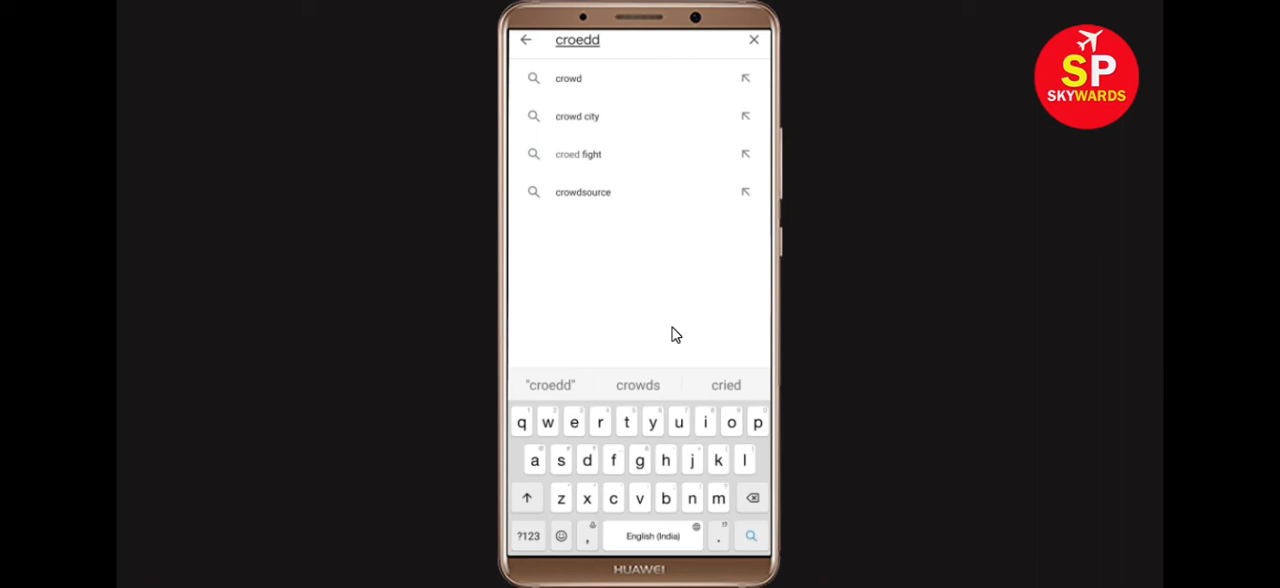 croedd
SP
SKYWARDS
crowd
crowd city
croed fight
crowdsource
"croedd" crowds cried
q w e r t y u i o p
a s d f g h j k l
z x c v b n m
?123 , English (India) .
HUAWEI